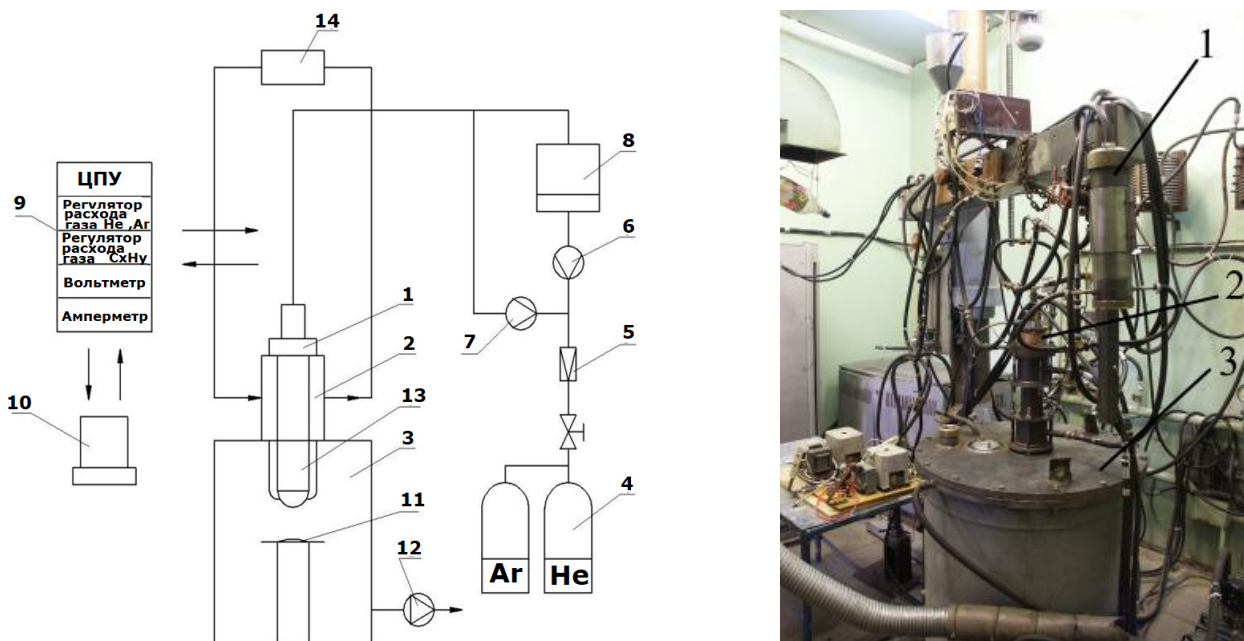 14
8
ЦПУ
9
Регулятор
расхода
газа He ,Ar
Регулятор
расхода
газа CxHy
Вольтметр
Амперметр
6
7
1
5
2
10
13
3
4
11
12
Ar
He
1
2
3